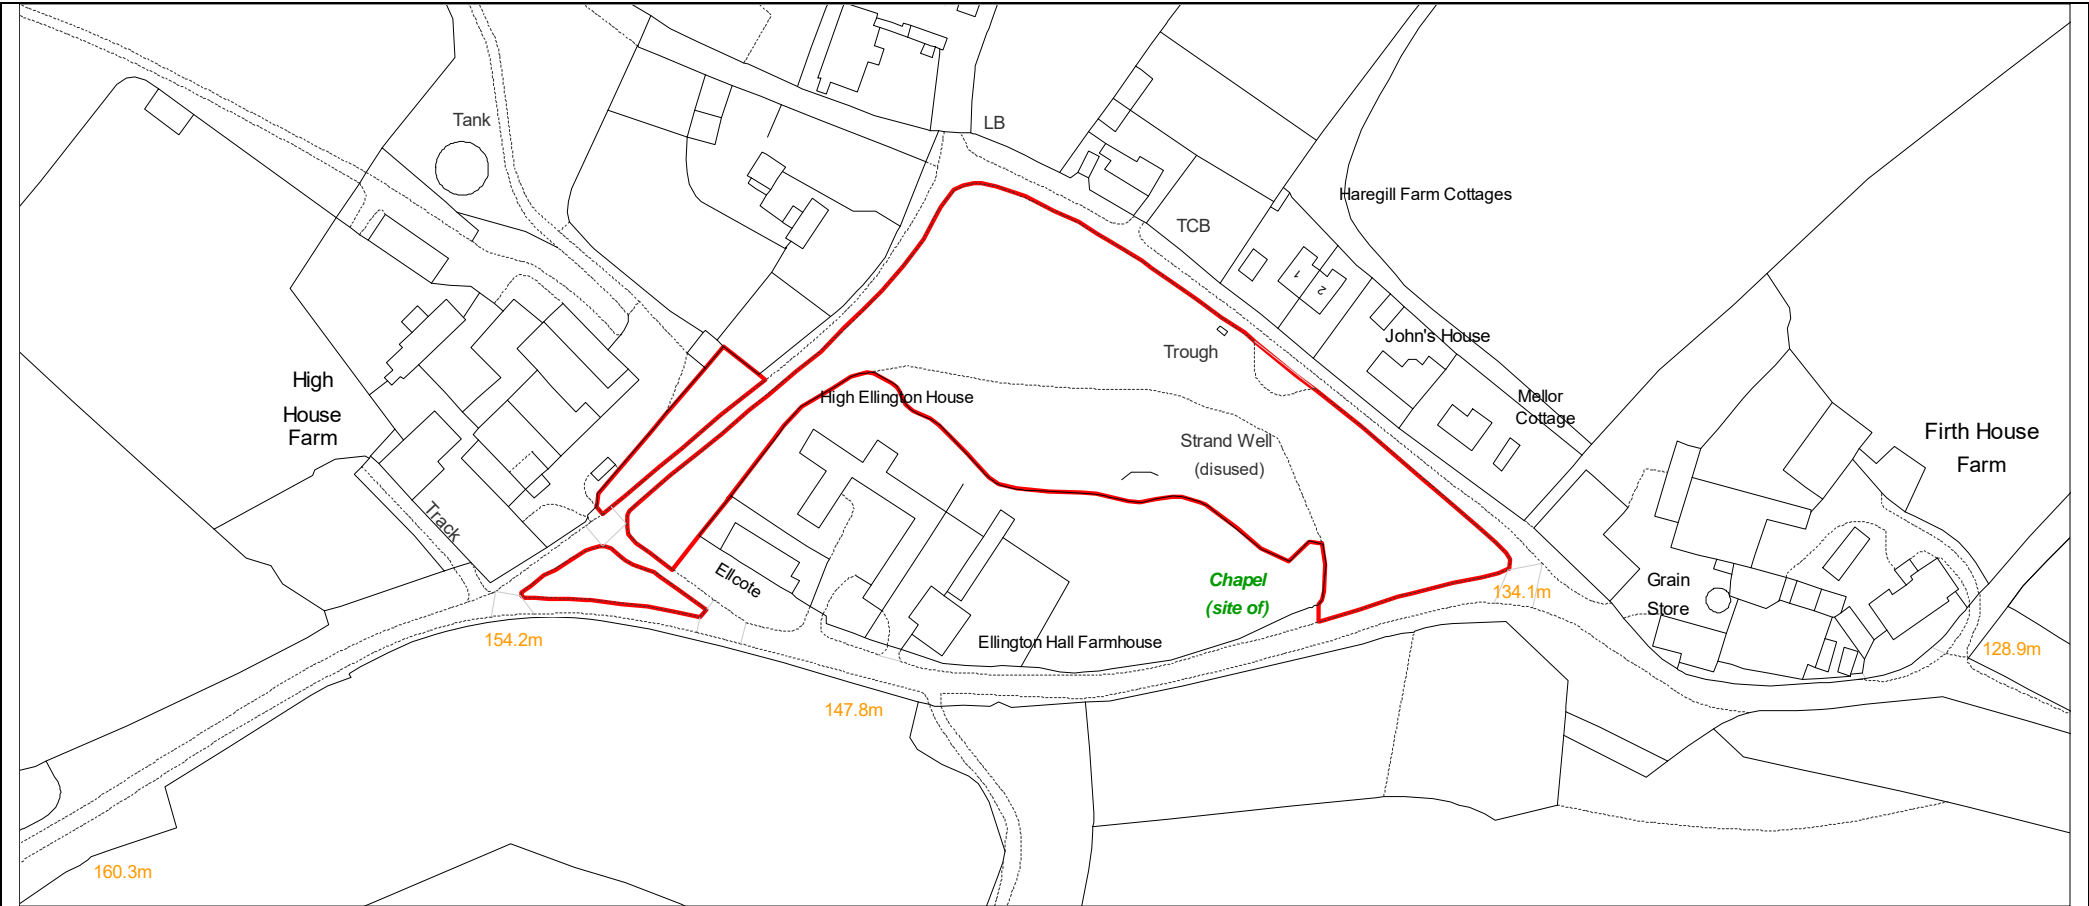 Tank
LB
Haregill Farm Cottages
TCB
1
2
John's House
Trough
High
House
Farm
High Ellington House
Mellor
Cottage
Strand Well
(disused)
Firth House
Farm
Track
Ellcote
Chapel
(site of)
134.1m
Grain
Store
154.2m
Ellington Hall Farmhouse
128.9m
147.8m
160.3m